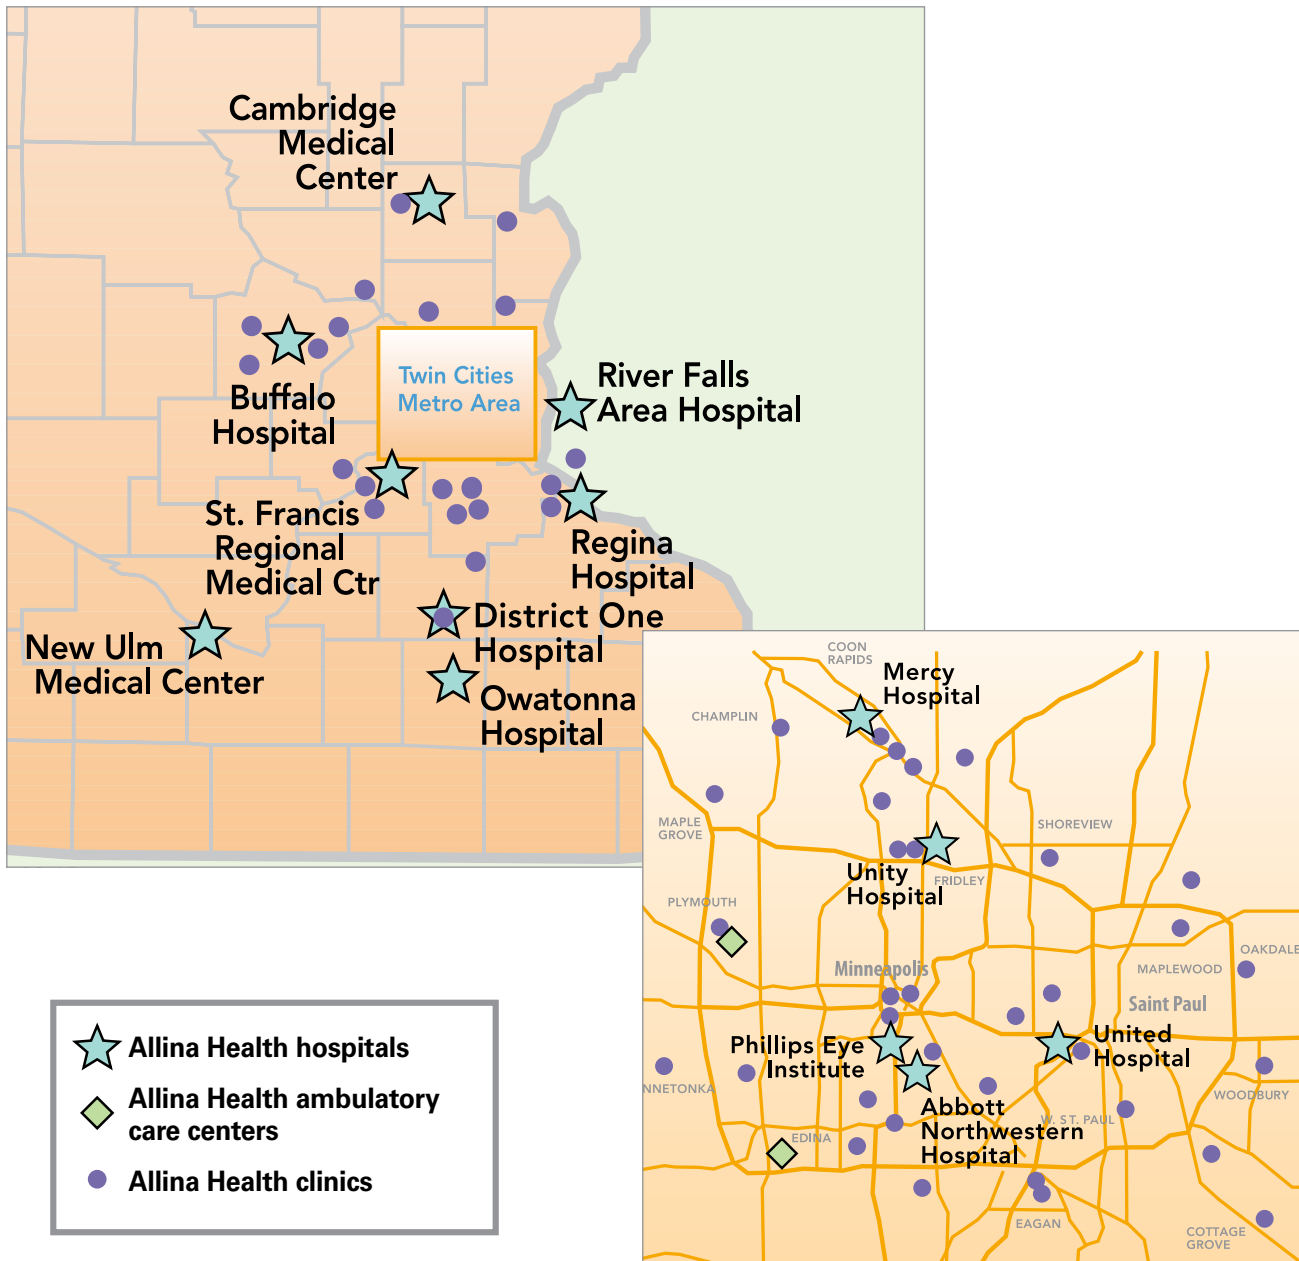 Cambridge
Medical
Center
Twin Cities
Metro Area
River Falls
Area Hospital
Buffalo
Hospital
St. Francis
Regional
Medical Ctr
Regina
Hospital
District One
Hospital
New Ulm
Medical Center
Owatonna
Hospital
COON
RAPIDS
Mercy
Hospital
CHAMPLIN
MAPLE
GROVE
SHOREVIEW
Unity
Hospital
FRIDLEY
PLYMOUTH
OAKDALE
Minneapolis
MAPLEWOOD
Saint Paul
Phillips Eye
Institute
United
Hospital
NNETONKA
WOODBURY
Abbott
Northwestern
Hospital
W. ST. PAUL
EDINA
EAGAN
COTTAGE
GROVE
Allina Health hospitals
Allina Health ambulatory
care centers
Allina Health clinics